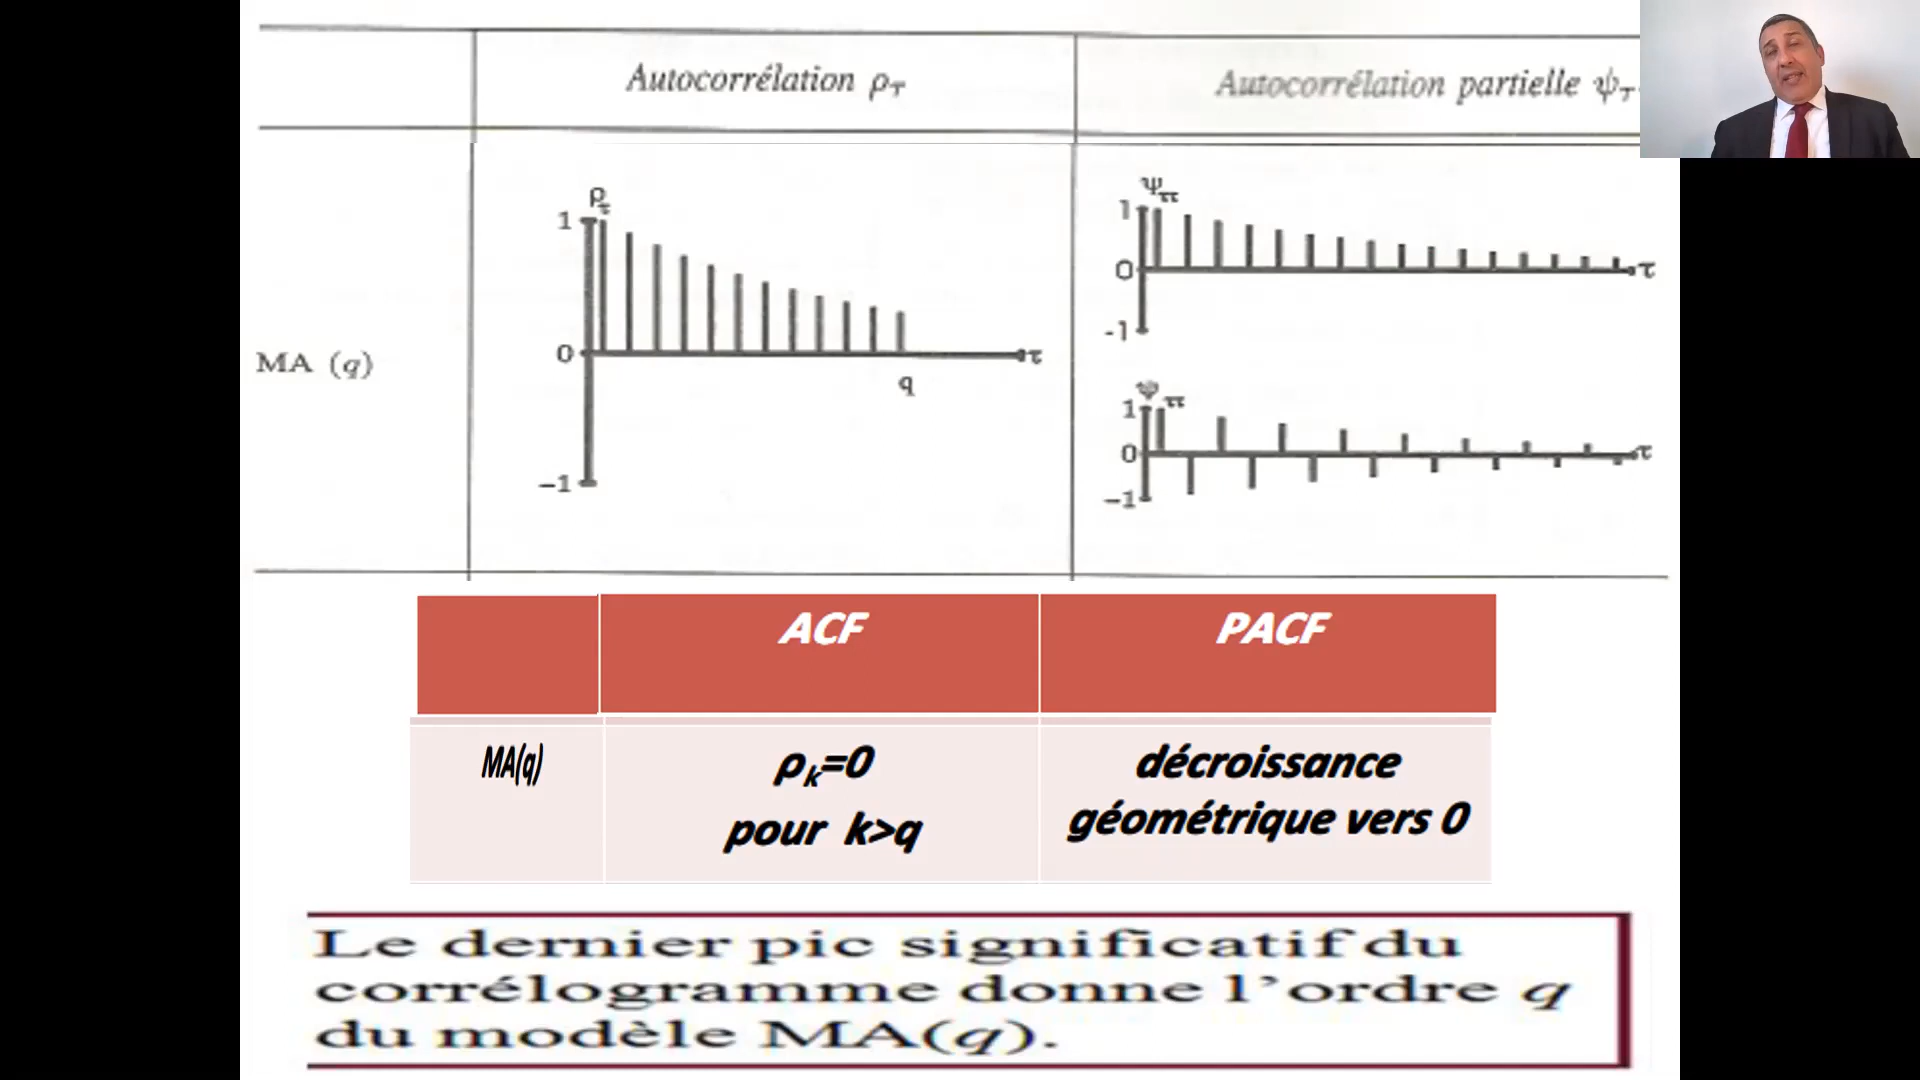 Autocorrélation ρτ
Autocorrélation partielle ψτ
MA (q)
ρτ
1
0
-1
τ
q
ψττ
1
0
-1
τ
ψττ
1
0
-1
τ
ACF
PACF
MA(q)
ρk=0
pour k>q
décroissance
géométrique vers 0
Le dernier pic significatif du
corrélogramme donne l'ordre q
du modèle MA(q).